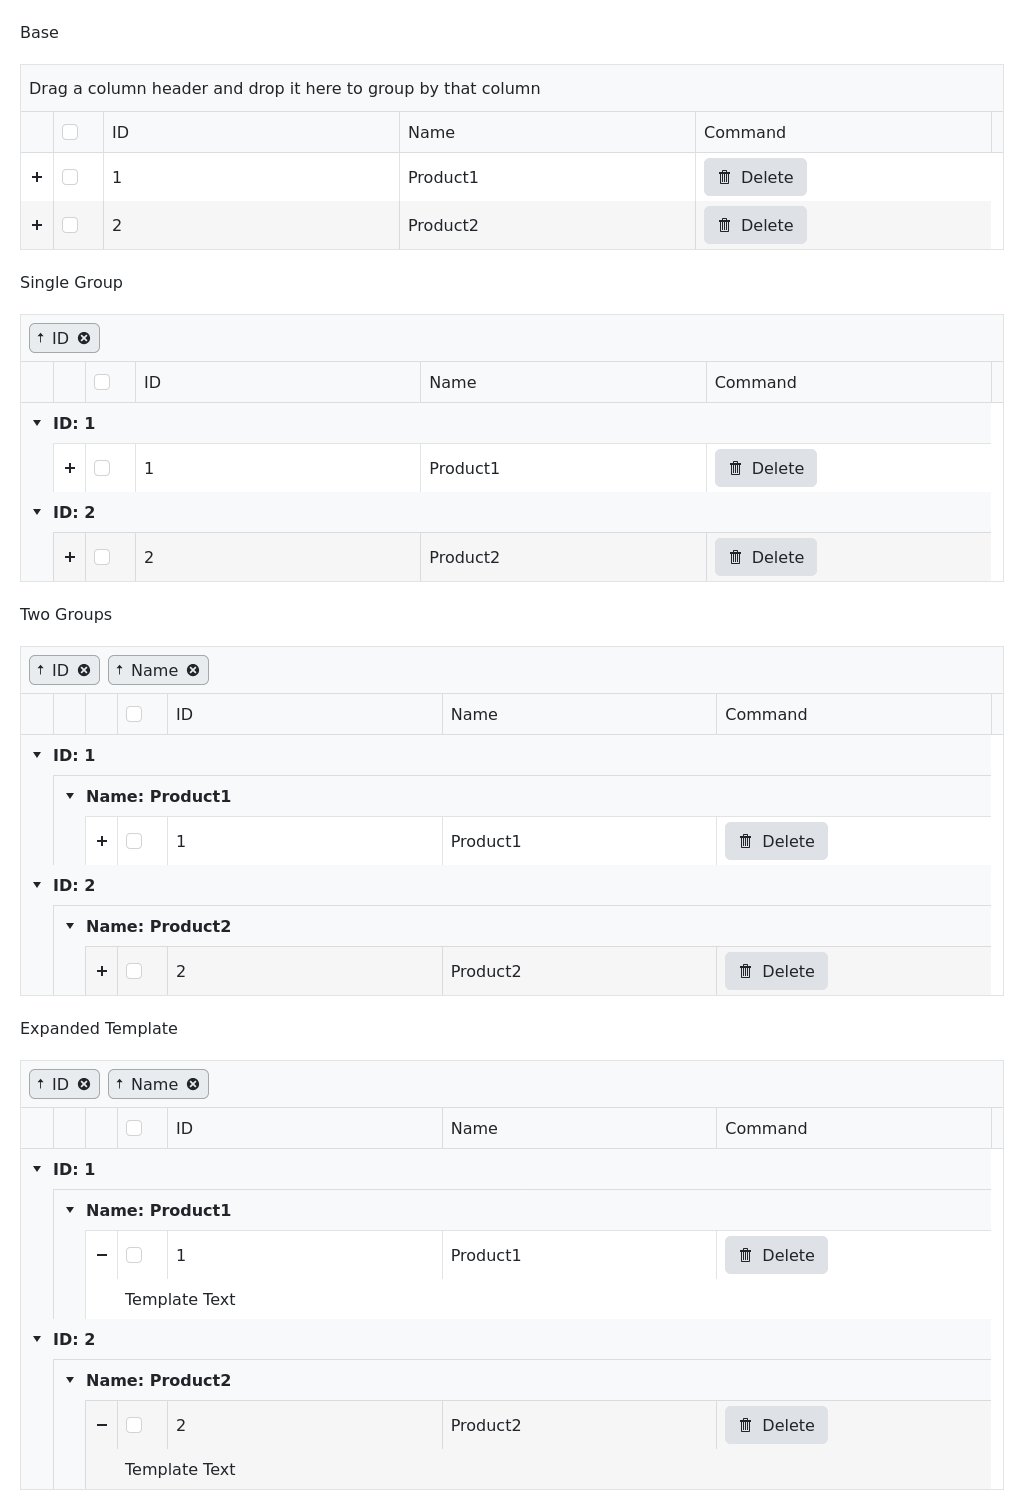 Base
Drag a column header and drop it here to group by that column
ID Name Command
1 Product1 Delete
2 Product2 Delete
Single Group
ID
ID Name Command
ID: 1
1 Product1 Delete
ID: 2
2 Product2 Delete
Two Groups
ID Name
ID Name Command
ID: 1
Name: Product1
1 Product1 Delete
ID: 2
Name: Product2
2 Product2 Delete
Expanded Template
ID Name
ID Name Command
ID: 1
Name: Product1
1 Product1 Delete
Template Text
ID: 2
Name: Product2
2 Product2 Delete
Template Text